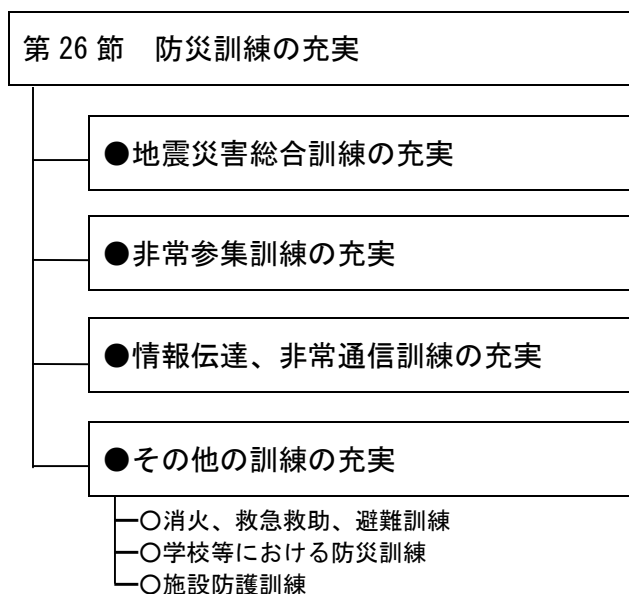 第26節　防災訓練の充実
●地震災害総合訓練の充実
●非常参集訓練の充実
●情報伝達、非常通信訓練の充実
●その他の訓練の充実
○消火、救急救助、避難訓練
○学校等における防災訓練
○施設防護訓練